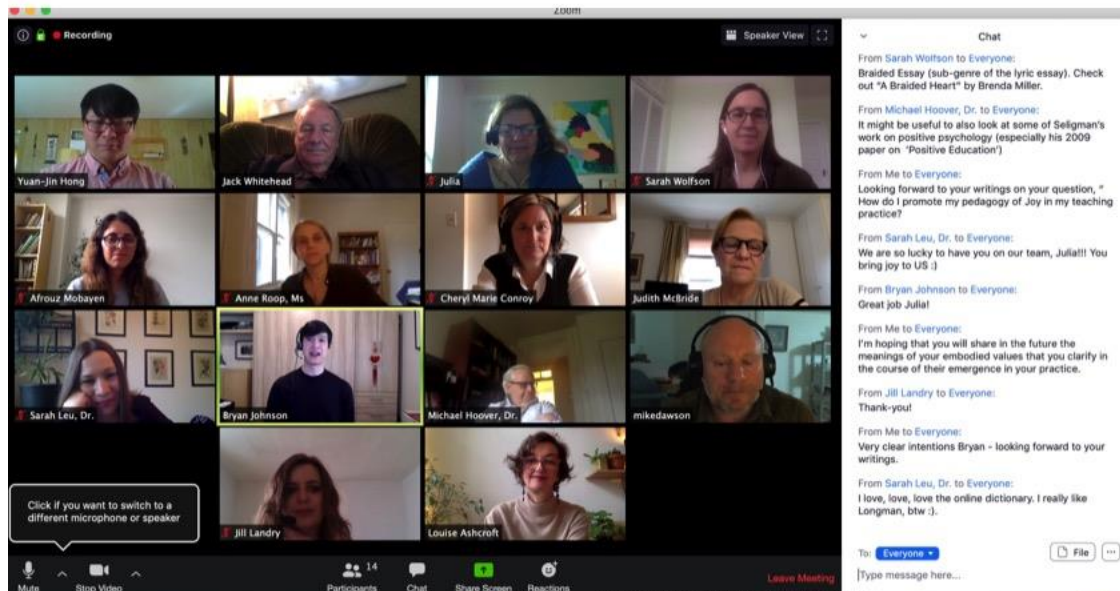 Zoom
Recording
Speaker View
Yuan-Jin Hong
Jack Whitehead
Julia
Sarah Wolfson
Afrouz Mobayen
Anne Roop, Ms
Cheryl Marie Conroy
Judith McBride
Sarah Leu, Dr.
Bryan Johnson
Michael Hoover, Dr.
mikedawson
Jill Landry
Louise Ashcroft
Click if you want to switch to a
different microphone or speaker
Mute
Stop Video
Participants
14
Chat
Share Screen
Reactions
Leave Meeting
Chat
From Sarah Wolfson to Everyone:
Braided Essay (sub-genre of the lyric essay). Check
out "A Braided Heart" by Brenda Miller.
From Michael Hoover, Dr. to Everyone:
It might be useful to also look at some of Seligman's
work on positive psychology (especially his 2009
paper on 'Positive Education')
From Me to Everyone:
Looking forward to your writings on your question, "
How do I promote my pedagogy of Joy in my teaching
practice?
From Sarah Leu, Dr. to Everyone:
We are so lucky to have you on our team, Julia!!! You
bring joy to US :)
From Bryan Johnson to Everyone:
Great job Julia!
From Me to Everyone:
I'm hoping that you will share in the future the
meanings of your embodied values that you clarify in
the course of their emergence in your practice.
From Jill Landry to Everyone:
Thank-you!
From Me to Everyone:
Very clear intentions Bryan - looking forward to your
writings.
From Sarah Leu, Dr. to Everyone:
I love, love, love the online dictionary. I really like
Longman, btw :).
To: Everyone
File
Type message here...